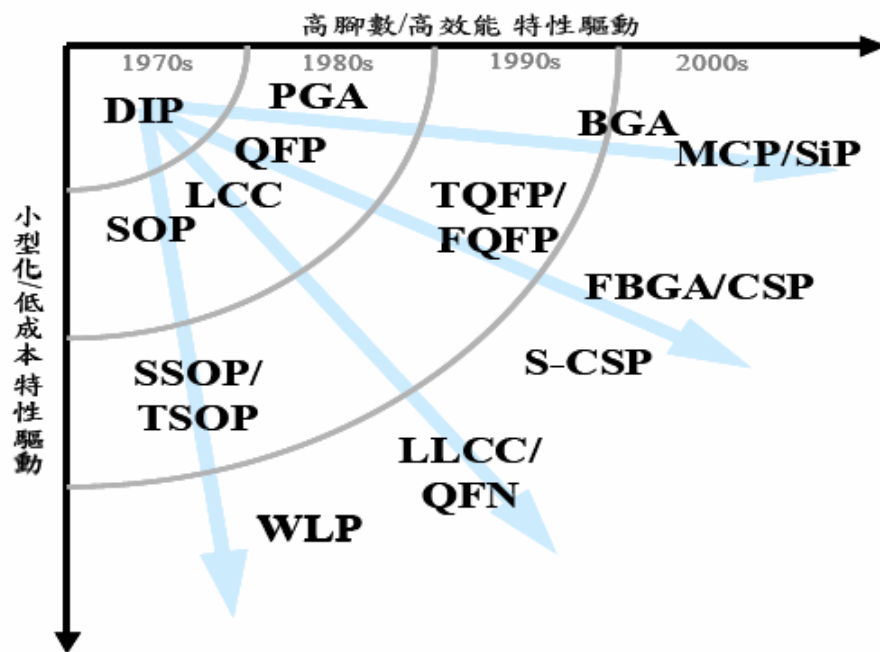 高腳數/高效能 特性驅動
1970s
1980s
1990s
2000s
DIP
PGA
BGA
MCP/SiP
QFP
LCC
SOP
TQFP/
FQFP
FBGA/CSP
S-CSP
SSOP/
TSOP
LLCC/
QFN
WLP
小型化/低成本 特性驅動